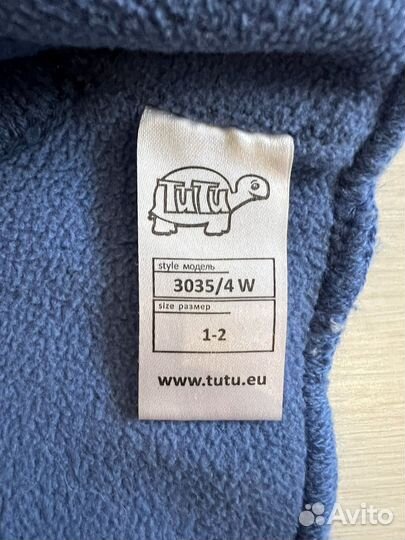 TuTu
style модель
3035/4 W
size размер
1-2
www.tutu.eu
Avito